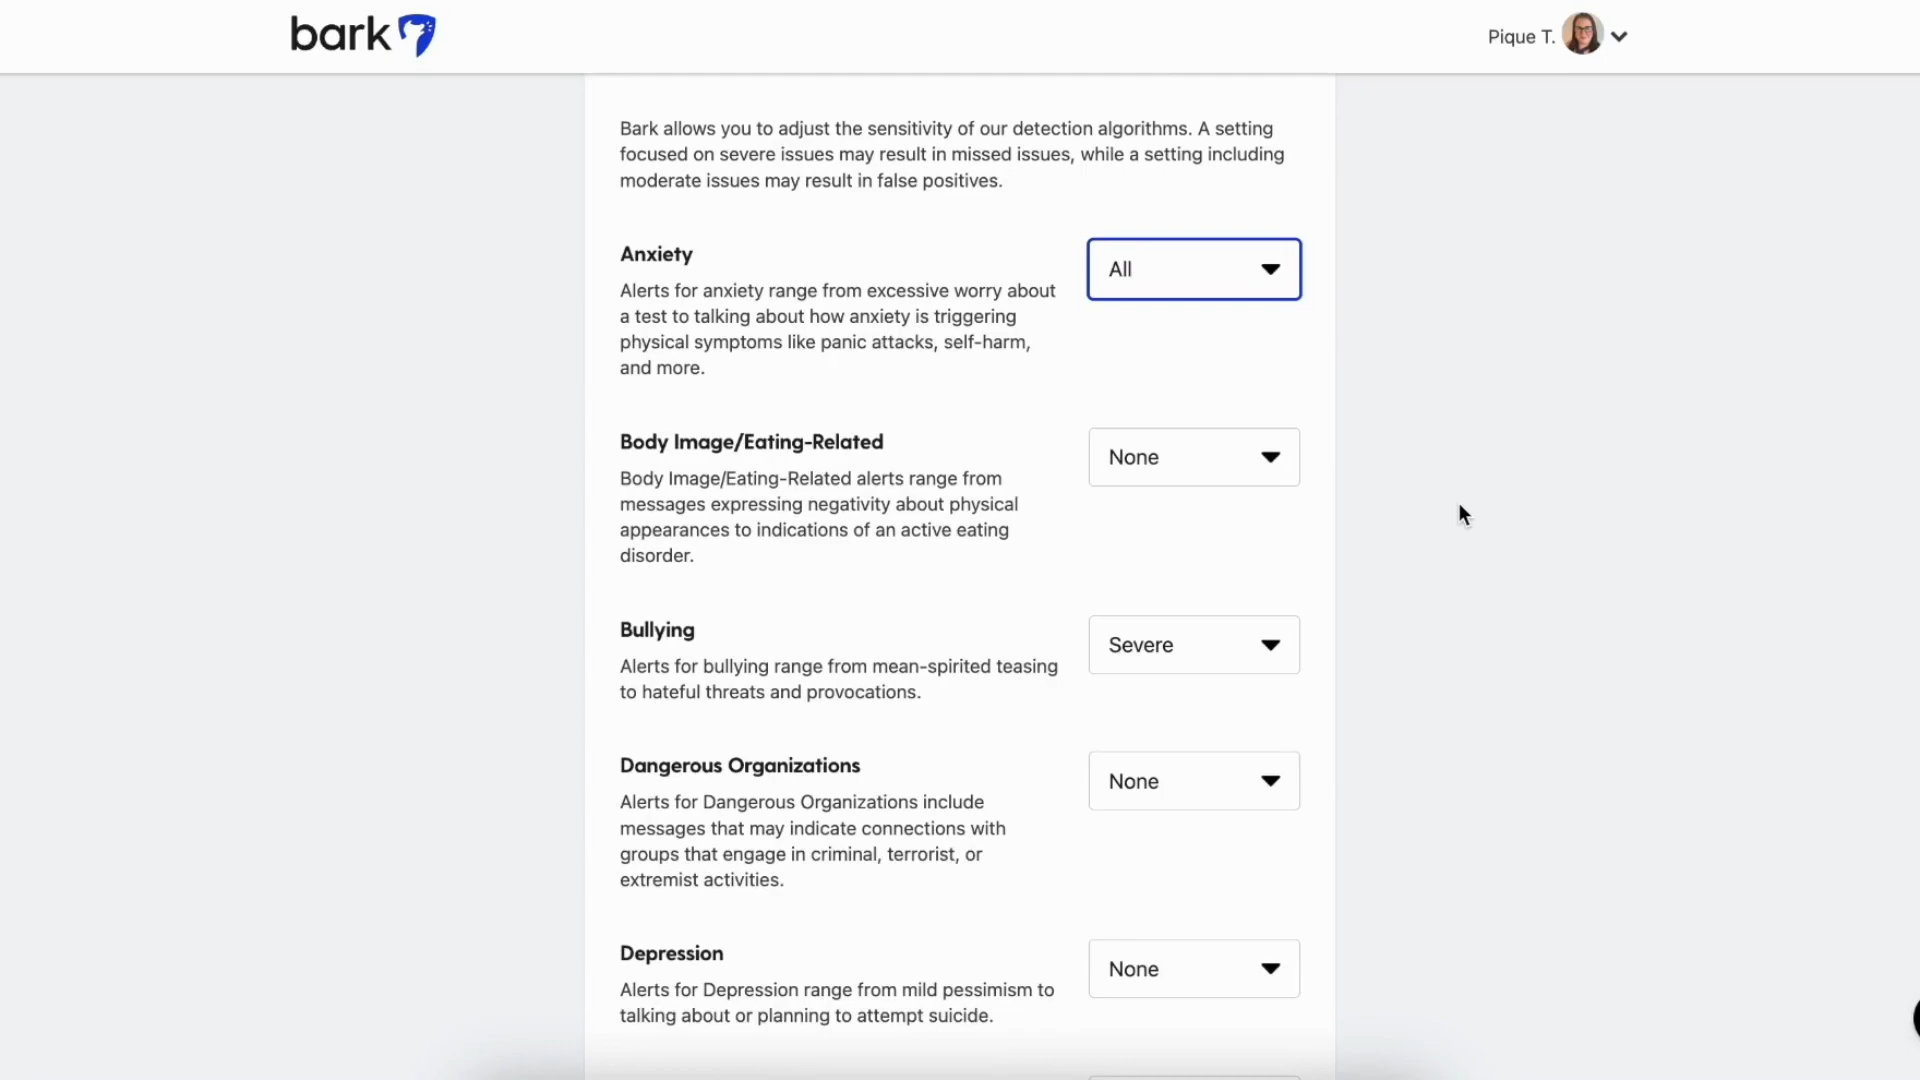 bark
Pique T.
Bark allows you to adjust the sensitivity of our detection algorithms. A setting
focused on severe issues may result in missed issues, while a setting including
moderate issues may result in false positives.
Anxiety
All
Alerts for anxiety range from excessive worry about
a test to talking about how anxiety is triggering
physical symptoms like panic attacks, self-harm,
and more.
Body Image/Eating-Related
None
Body Image/Eating-Related alerts range from
messages expressing negativity about physical
appearances to indications of an active eating
disorder.
Bullying
Severe
Alerts for bullying range from mean-spirited teasing
to hateful threats and provocations.
Dangerous Organizations
None
Alerts for Dangerous Organizations include
messages that may indicate connections with
groups that engage in criminal, terrorist, or
extremist activities.
Depression
None
Alerts for Depression range from mild pessimism to
talking about or planning to attempt suicide.